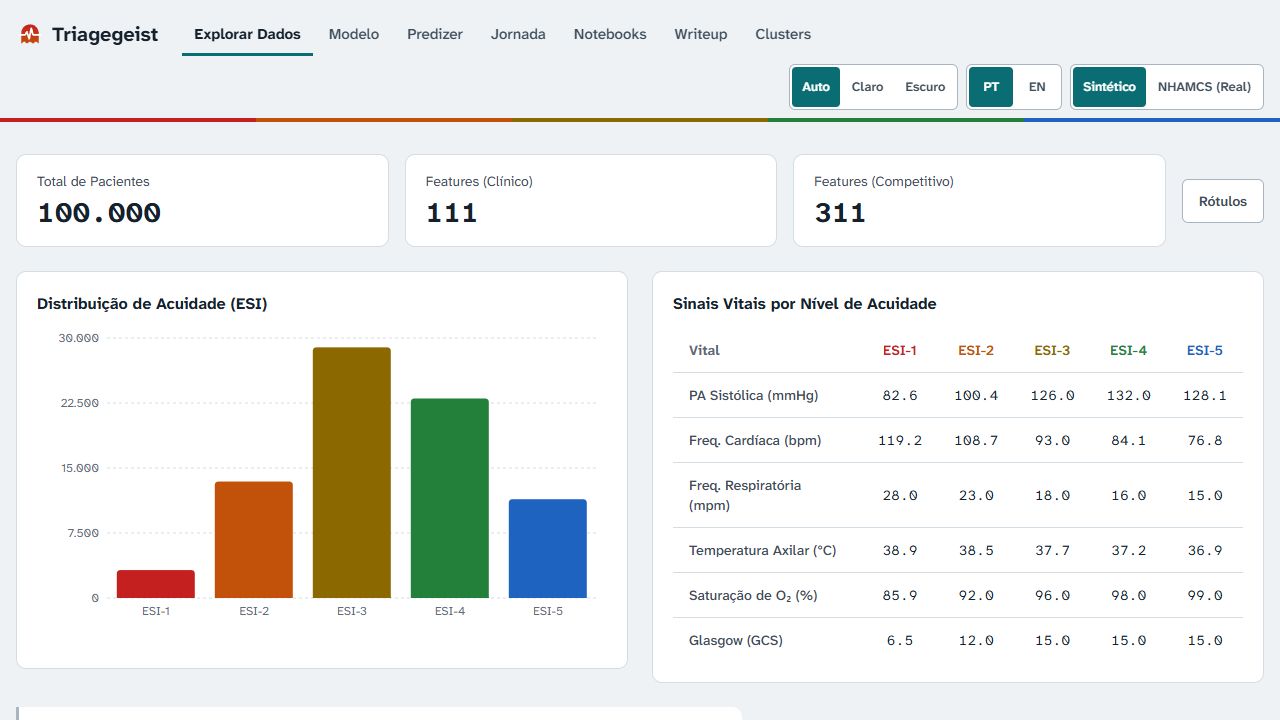 Triagegeist
Explorar Dados Modelo Predizer Jornada Notebooks Writeup Clusters
Auto Claro Escuro PT EN Sintético NHAMCS (Real)
Total de Pacientes
100.000
Features (Clínico)
111
Features (Competitivo)
311
Rótulos
Distribuição de Acuidade (ESI)
30.000
22.500
15.000
7.500
0
ESI-1 ESI-2 ESI-3 ESI-4 ESI-5
Sinais Vitais por Nível de Acuidade
Vital ESI-1 ESI-2 ESI-3 ESI-4 ESI-5
PA Sistólica (mmHg) 82.6 100.4 126.0 132.0 128.1
Freq. Cardíaca (bpm) 119.2 108.7 93.0 84.1 76.8
Freq. Respiratória
(mpm) 28.0 23.0 18.0 16.0 15.0
Temperatura Axilar (°C) 38.9 38.5 37.7 37.2 36.9
Saturação de O₂ (%) 85.9 92.0 96.0 98.0 99.0
Glasgow (GCS) 6.5 12.0 15.0 15.0 15.0